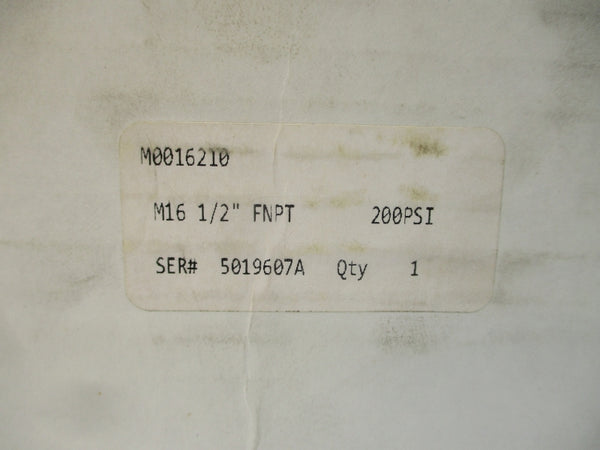 M0016210
M16 1/2" FNPT 200PSI
SER# 5019607A Qty 1